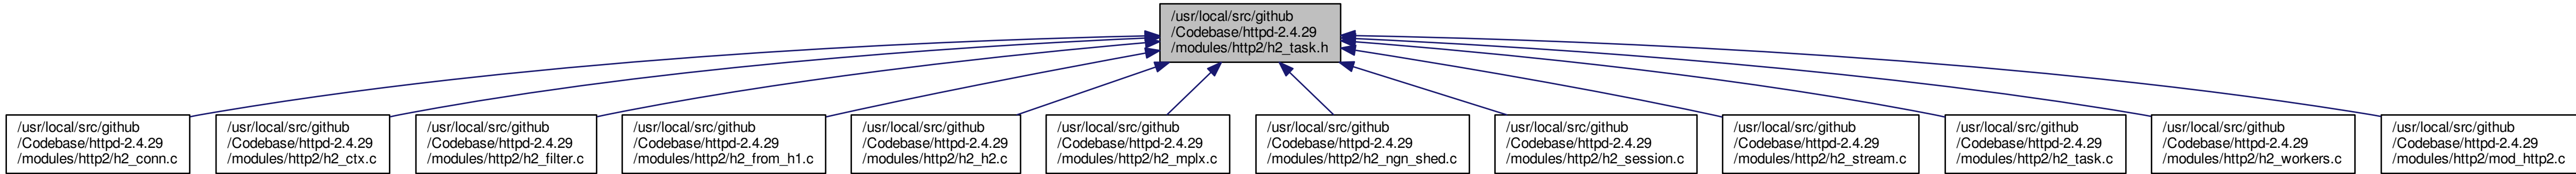 /usr/local/src/github
/Codebase/httpd-2.4.29
/modules/http2/h2_task.h
/usr/local/src/github
/Codebase/httpd-2.4.29
/modules/http2/h2_conn.c
/usr/local/src/github
/Codebase/httpd-2.4.29
/modules/http2/h2_ctx.c
/usr/local/src/github
/Codebase/httpd-2.4.29
/modules/http2/h2_filter.c
/usr/local/src/github
/Codebase/httpd-2.4.29
/modules/http2/h2_from_h1.c
/usr/local/src/github
/Codebase/httpd-2.4.29
/modules/http2/h2_h2.c
/usr/local/src/github
/Codebase/httpd-2.4.29
/modules/http2/h2_mplx.c
/usr/local/src/github
/Codebase/httpd-2.4.29
/modules/http2/h2_ngn_shed.c
/usr/local/src/github
/Codebase/httpd-2.4.29
/modules/http2/h2_session.c
/usr/local/src/github
/Codebase/httpd-2.4.29
/modules/http2/h2_stream.c
/usr/local/src/github
/Codebase/httpd-2.4.29
/modules/http2/h2_task.c
/usr/local/src/github
/Codebase/httpd-2.4.29
/modules/http2/h2_workers.c
/usr/local/src/github
/Codebase/httpd-2.4.29
/modules/http2/mod_http2.c